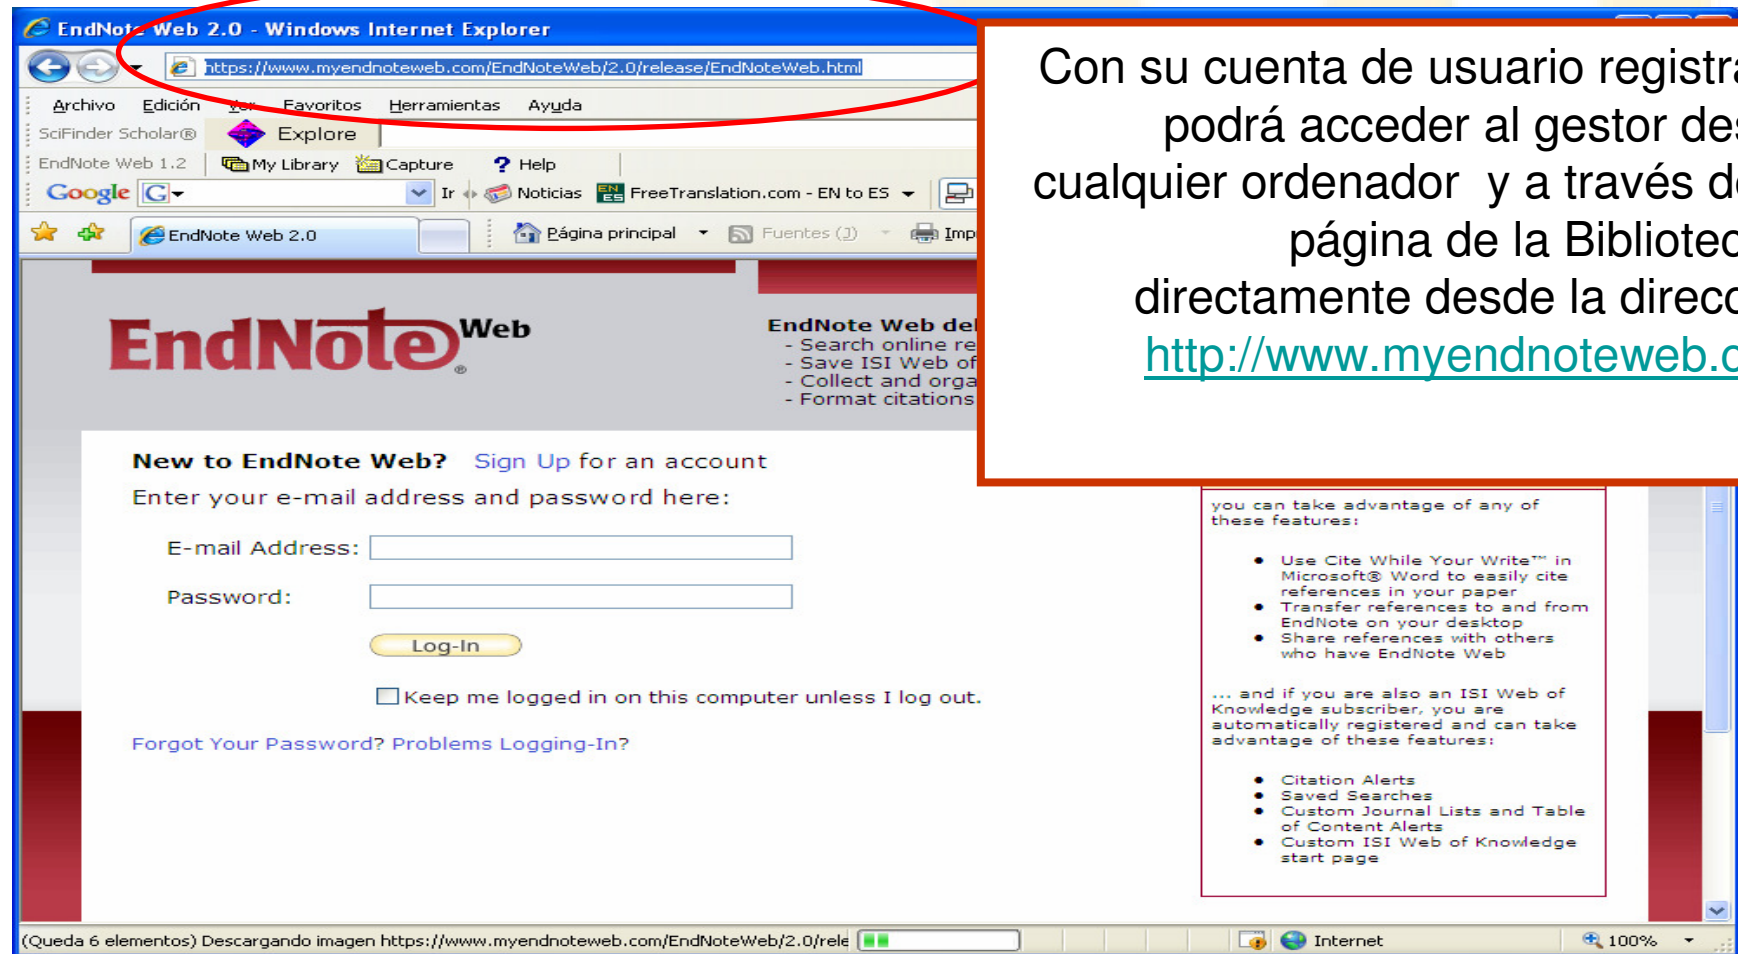 EndNote Web 2.0 - Windows Internet Explorer
https://www.myendnoteweb.com/EndNoteWeb/2.0/release/EndNoteWeb.html
Archivo Edición Ver Favoritos Herramientas Ayuda
SciFinder Scholar® Explore
EndNote Web 1.2 My Library Capture ? Help
Google G Ir Noticias EN ES FreeTranslation.com - EN to ES
EndNote Web 2.0 Página principal Fuentes (J) Imp
Con su cuenta de usuario registra
podrá acceder al gestor des
cualquier ordenador y a través de
página de la Bibliotec
directamente desde la direcc
http://www.myendnoteweb.c
EndNote® Web
EndNote Web del
- Search online re
- Save ISI Web of
- Collect and orga
- Format citations
New to EndNote Web? Sign Up for an account
Enter your e-mail address and password here:
E-mail Address:
Password:
Log-In
Keep me logged in on this computer unless I log out.
Forgot Your Password? Problems Logging-In?
you can take advantage of any of
these features:
• Use Cite While Your Write™ in
Microsoft® Word to easily cite
references in your paper
• Transfer references to and from
EndNote on your desktop
• Share references with others
who have EndNote Web
... and if you are also an ISI Web of
Knowledge subscriber, you are
automatically registered and can take
advantage of these features:
• Citation Alerts
• Saved Searches
• Custom Journal Lists and Table
of Content Alerts
• Custom ISI Web of Knowledge
start page
(Queda 6 elementos) Descargando imagen https://www.myendnoteweb.com/EndNoteWeb/2.0/rele Internet 100%